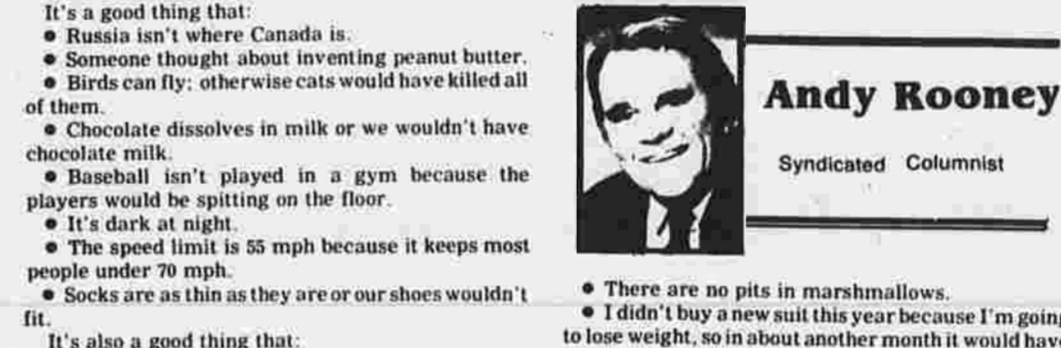 It's a good thing that:
● Russia isn't where Canada is.
● Someone thought about inventing peanut butter.
● Birds can fly; otherwise cats would have killed all
of them.
● Chocolate dissolves in milk or we wouldn't have
chocolate milk.
● Baseball isn't played in a gym because the
players would be spitting on the floor.
● It's dark at night.
● The speed limit is 55 mph because it keeps most
people under 70 mph.
● Socks are as thin as they are or our shoes wouldn't
fit.
It's also a good thing that:
Andy Rooney
Syndicated Columnist
● There are no pits in marshmallows.
● I didn't buy a new suit this year because I'm going
to lose weight, so in about another month it would have